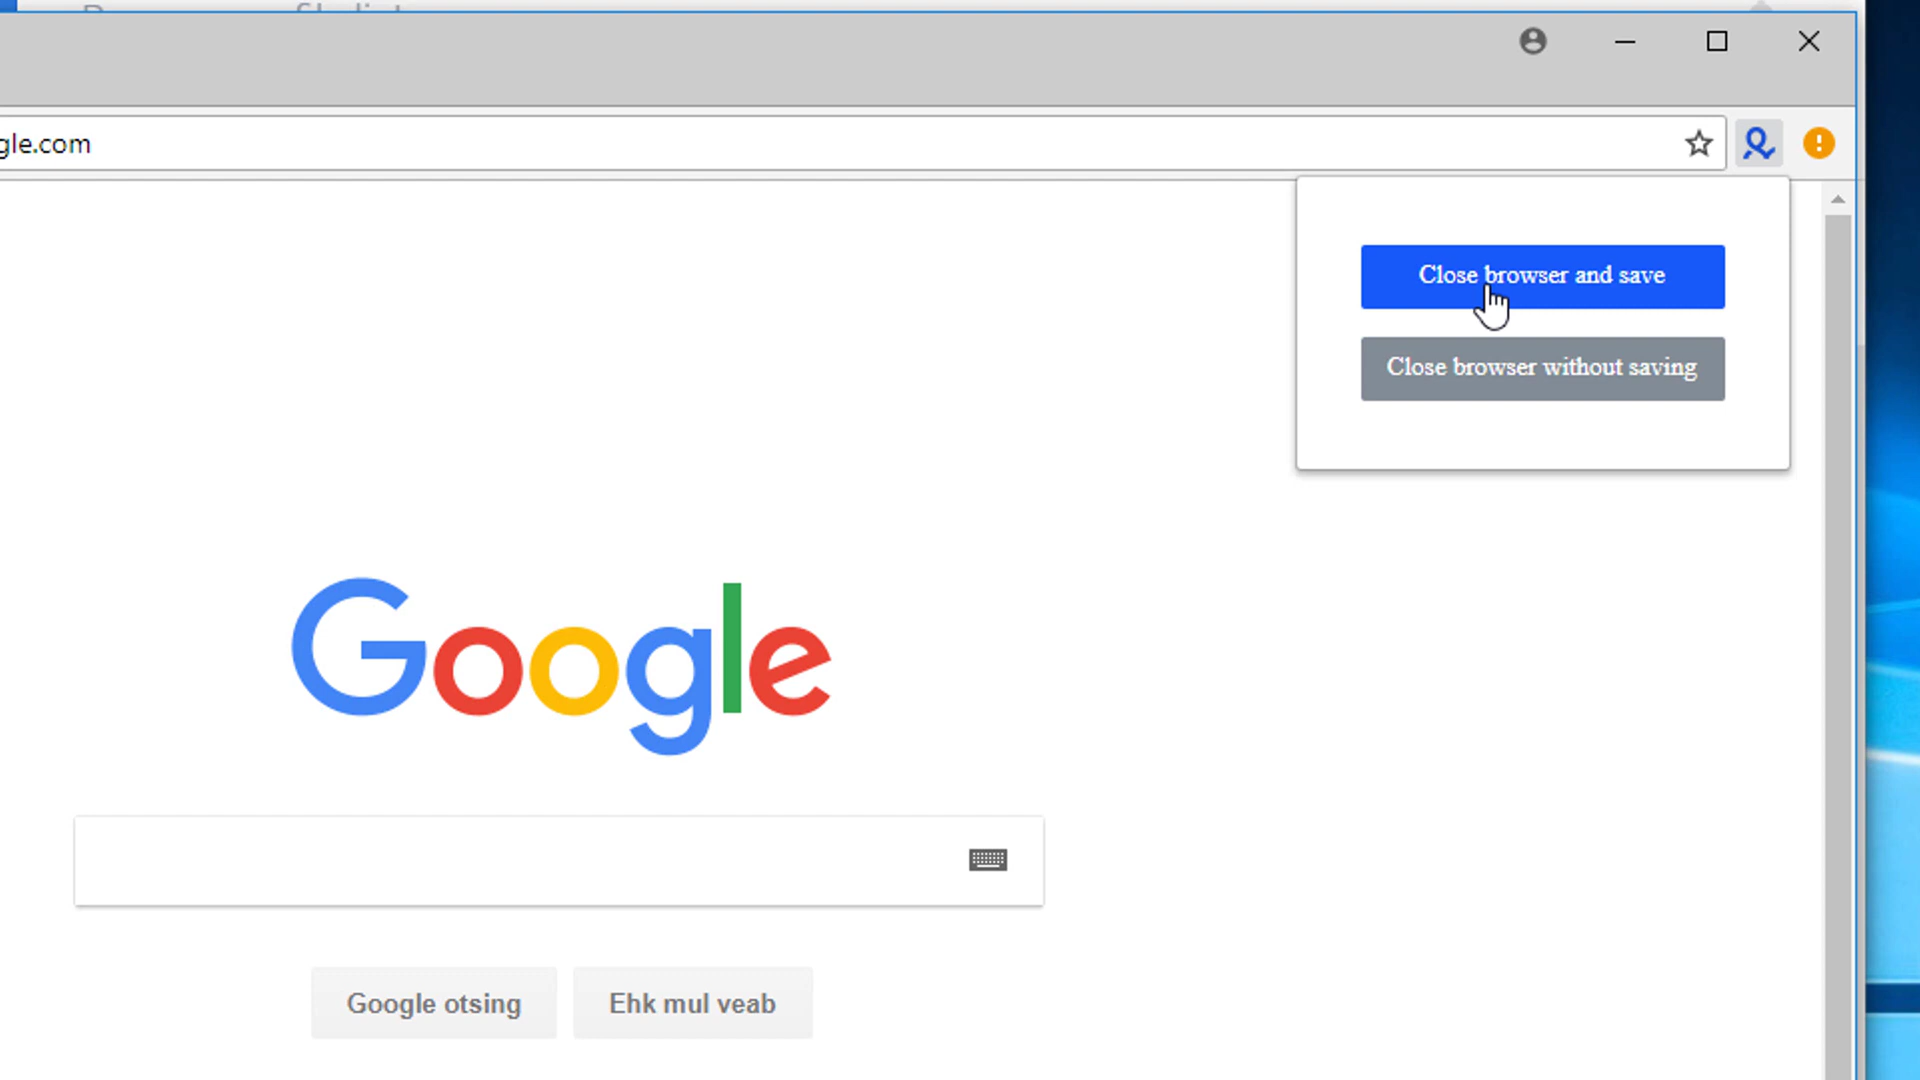 gle.com
Close browser and save
Close browser without saving
Google
Google otsing
Ehk mul veab